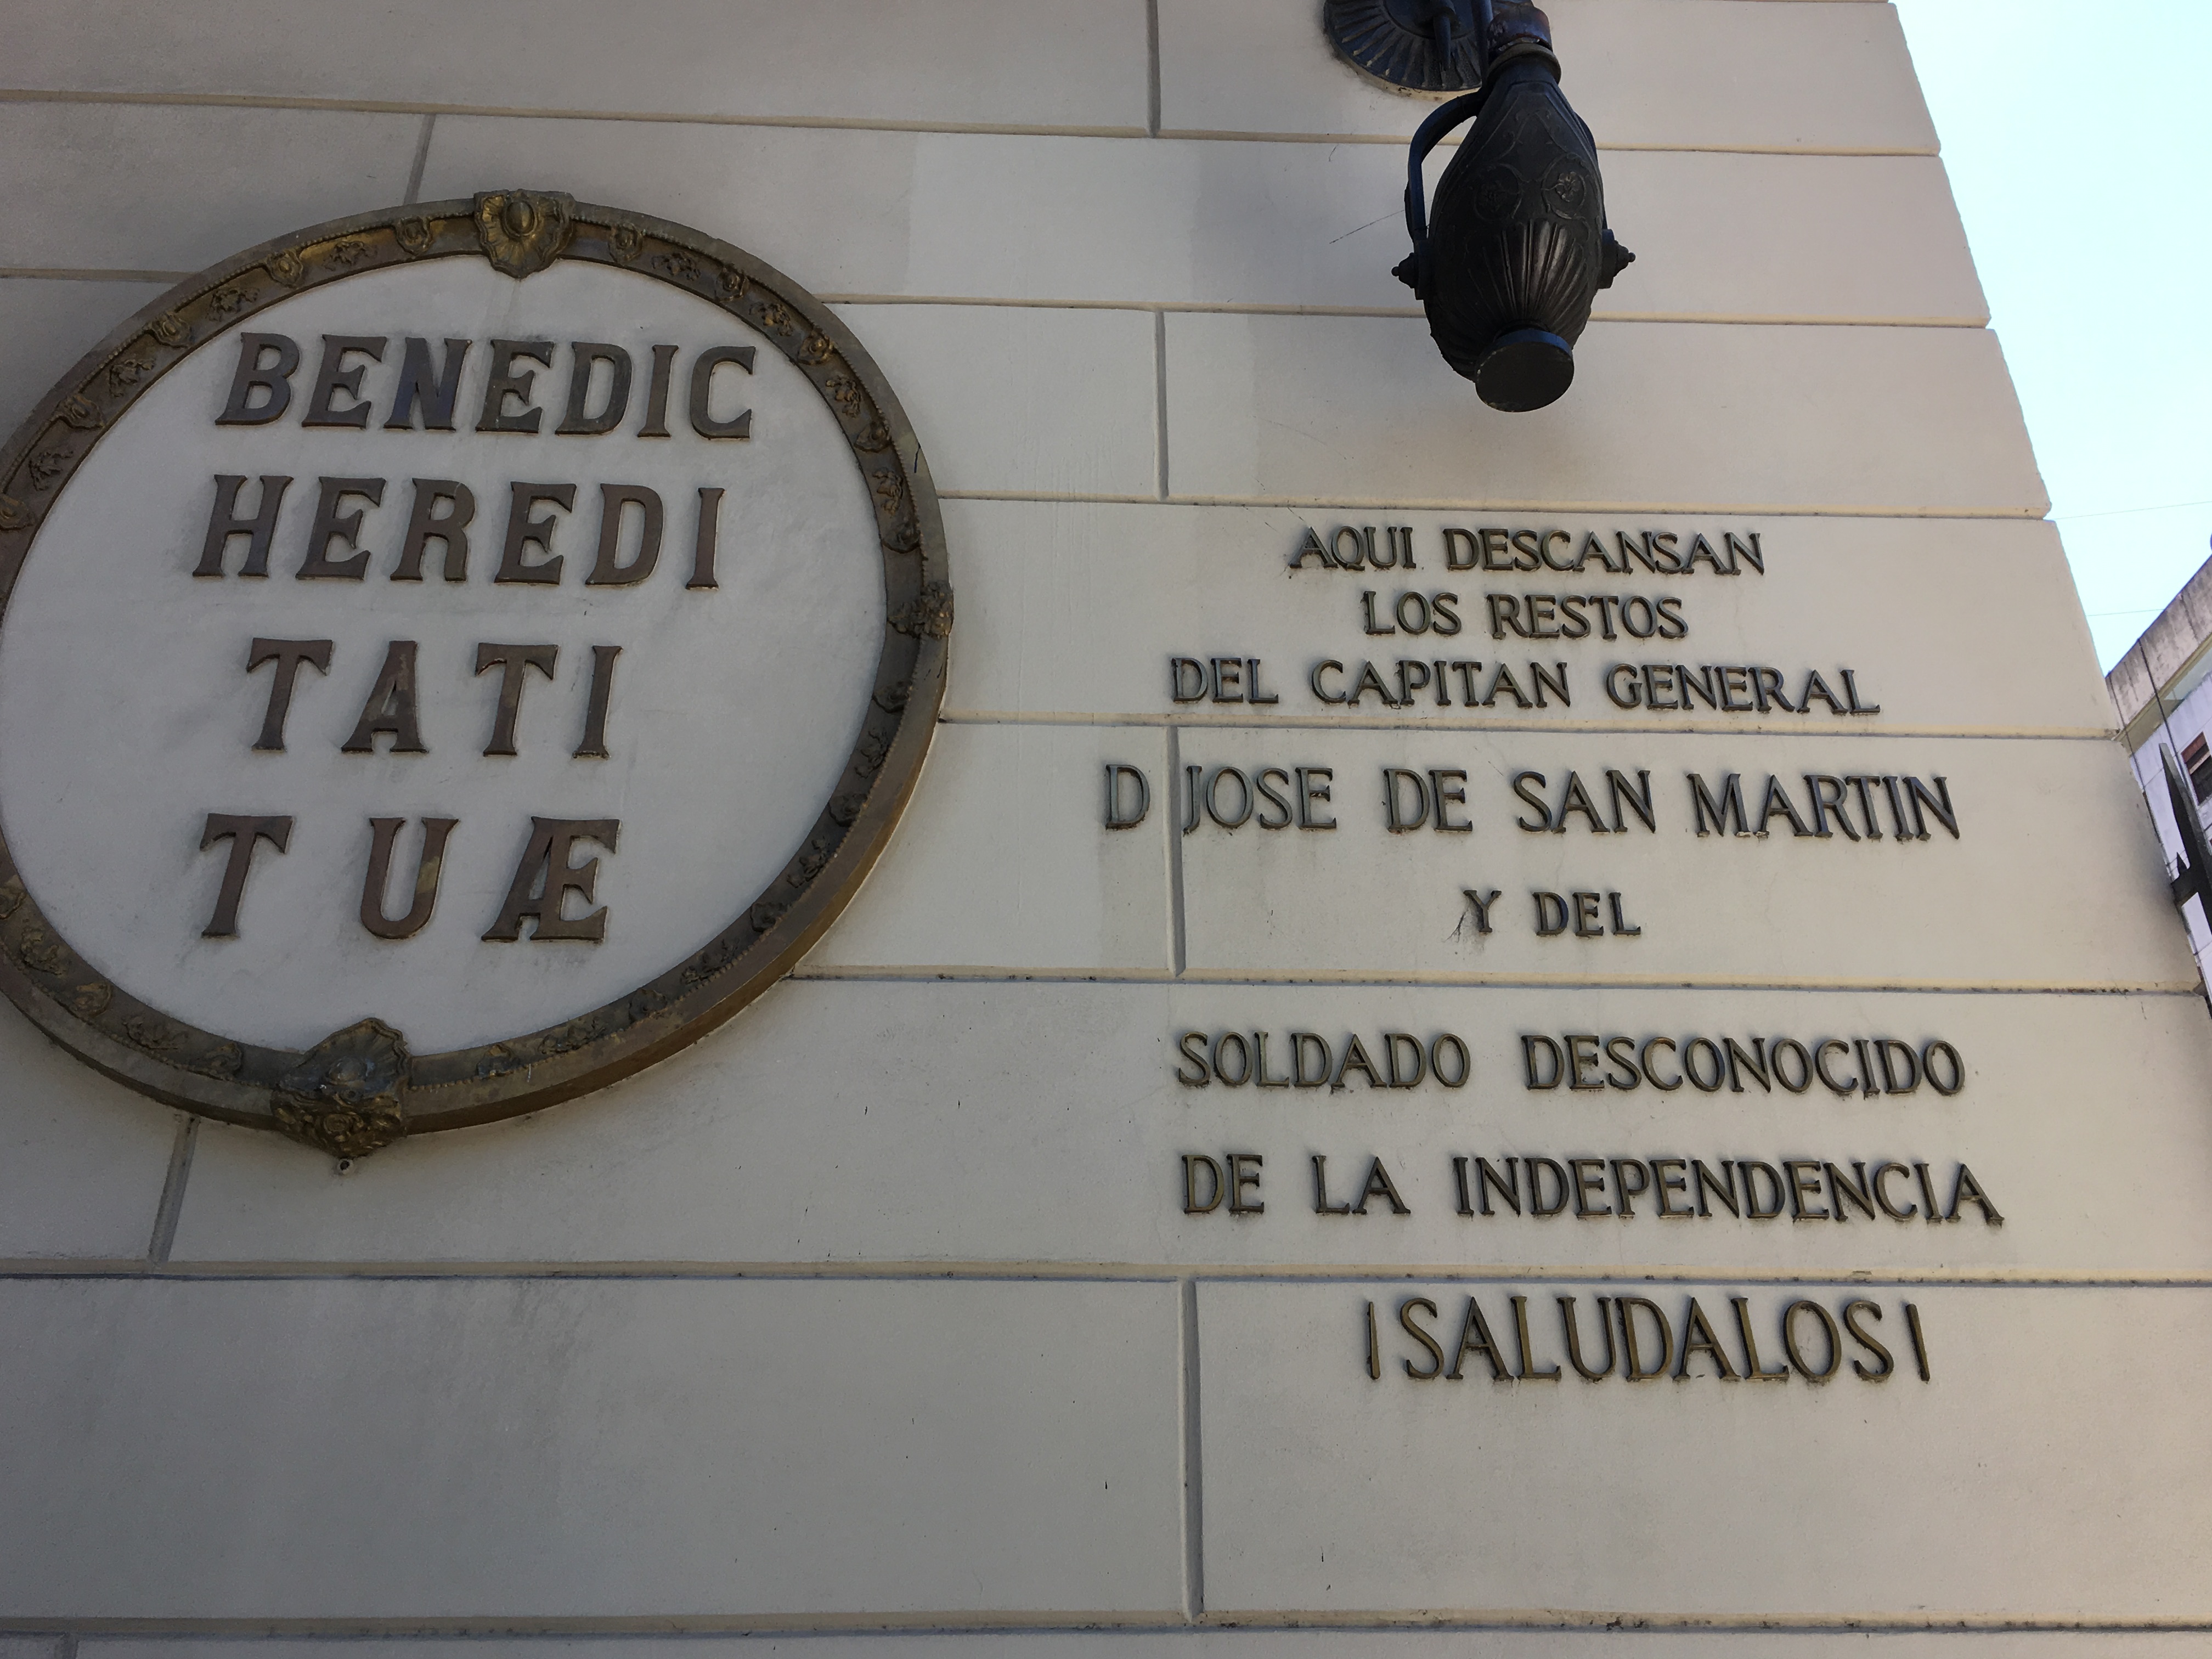 BENEDIC
HEREDI
TATI
TUÆ
AQUI DESCANSAN
LOS RESTOS
DEL CAPITAN GENERAL
D JOSE DE SAN MARTIN
Y DEL
SOLDADO DESCONOCIDO
DE LA INDEPENDENCIA
¡SALUDALOS!